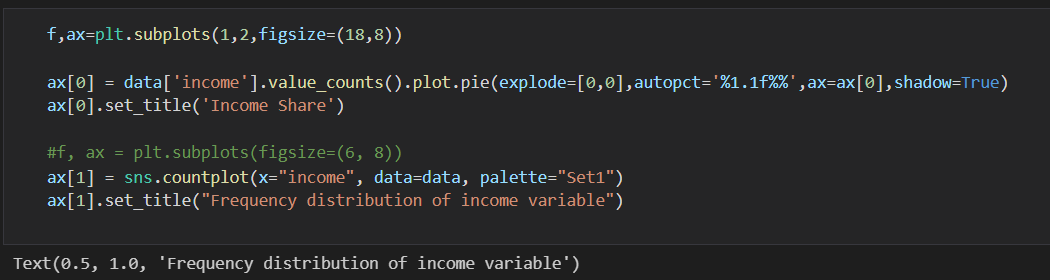 f,ax=plt.subplots(1,2,figsize=(18,8))
ax[0] = data['income'].value_counts().plot.pie(explode=[0,0],autopct='%1.1f%%',ax=ax[0],shadow=True)
ax[0].set_title('Income Share')
#f, ax = plt.subplots(figsize=(6, 8))
ax[1] = sns.countplot(x="income", data=data, palette="Set1")
ax[1].set_title("Frequency distribution of income variable")
Text(0.5, 1.0, 'Frequency distribution of income variable')